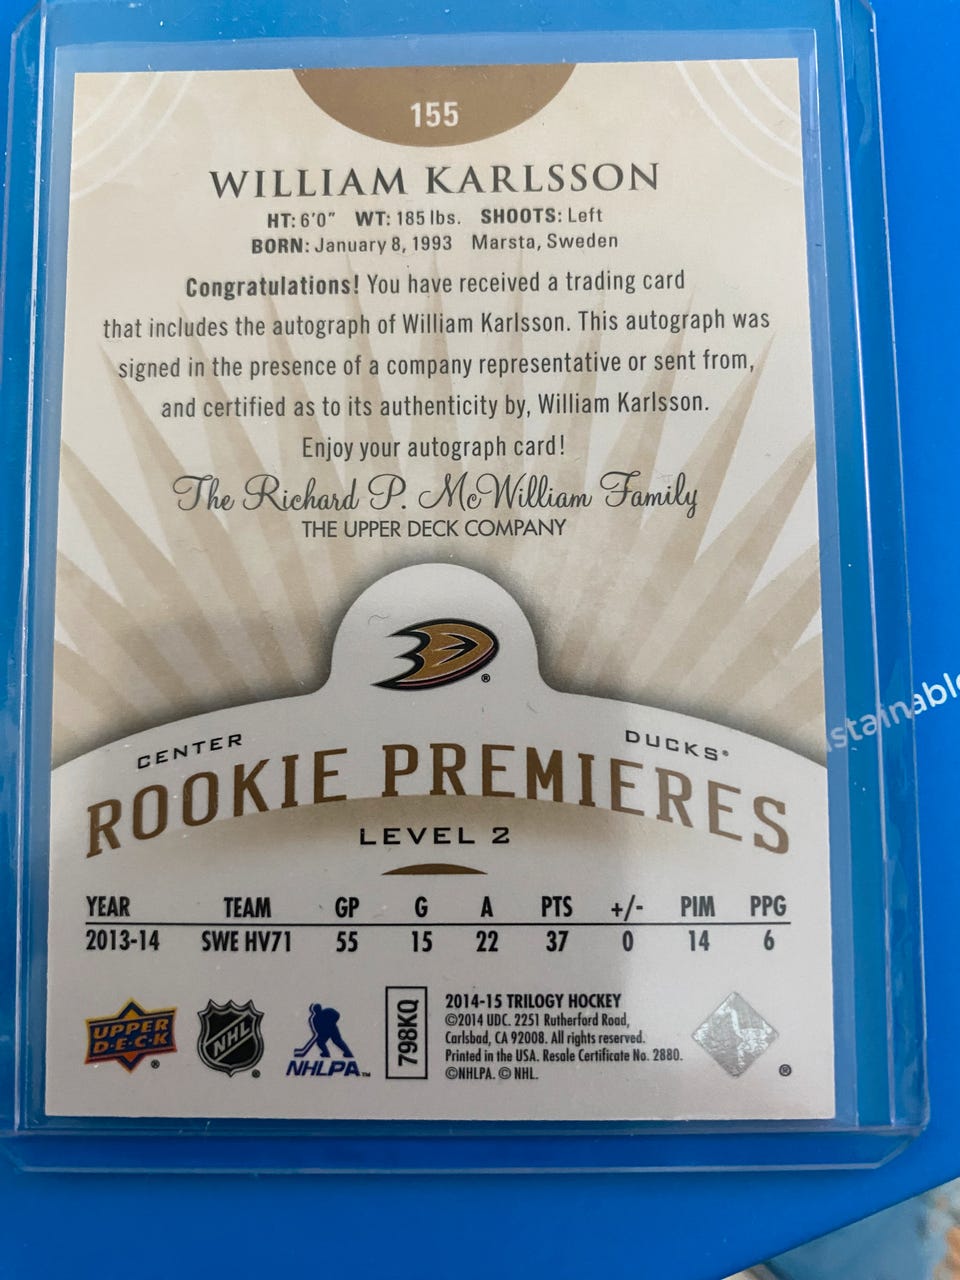 155
WILLIAM KARLSSON
HT: 6'0" WT: 185 lbs. SHOOTS: Left
BORN: January 8, 1993 Marsta, Sweden
Congratulations! You have received a trading card
that includes the autograph of William Karlsson. This autograph was
signed in the presence of a company representative or sent from,
and certified as to its authenticity by, William Karlsson.
Enjoy your autograph card!
The Richard P. McWilliam Family
THE UPPER DECK COMPANY
®
CENTER DUCKS®
ROOKIE PREMIERES
LEVEL 2
YEAR TEAM GP G A PTS +/- PIM PPG
2013-14 SWE HV71 55 15 22 37 0 14 6
UPPER
D·E·C·K
®
NHL
®
NHLPA™
798KQ
2014-15 TRILOGY HOCKEY
©2014 UDC. 2251 Rutherford Road,
Carlsbad, CA 92008. All rights reserved.
Printed in the USA. Resale Certificate No. 2880.
©NHLPA. © NHL.
®